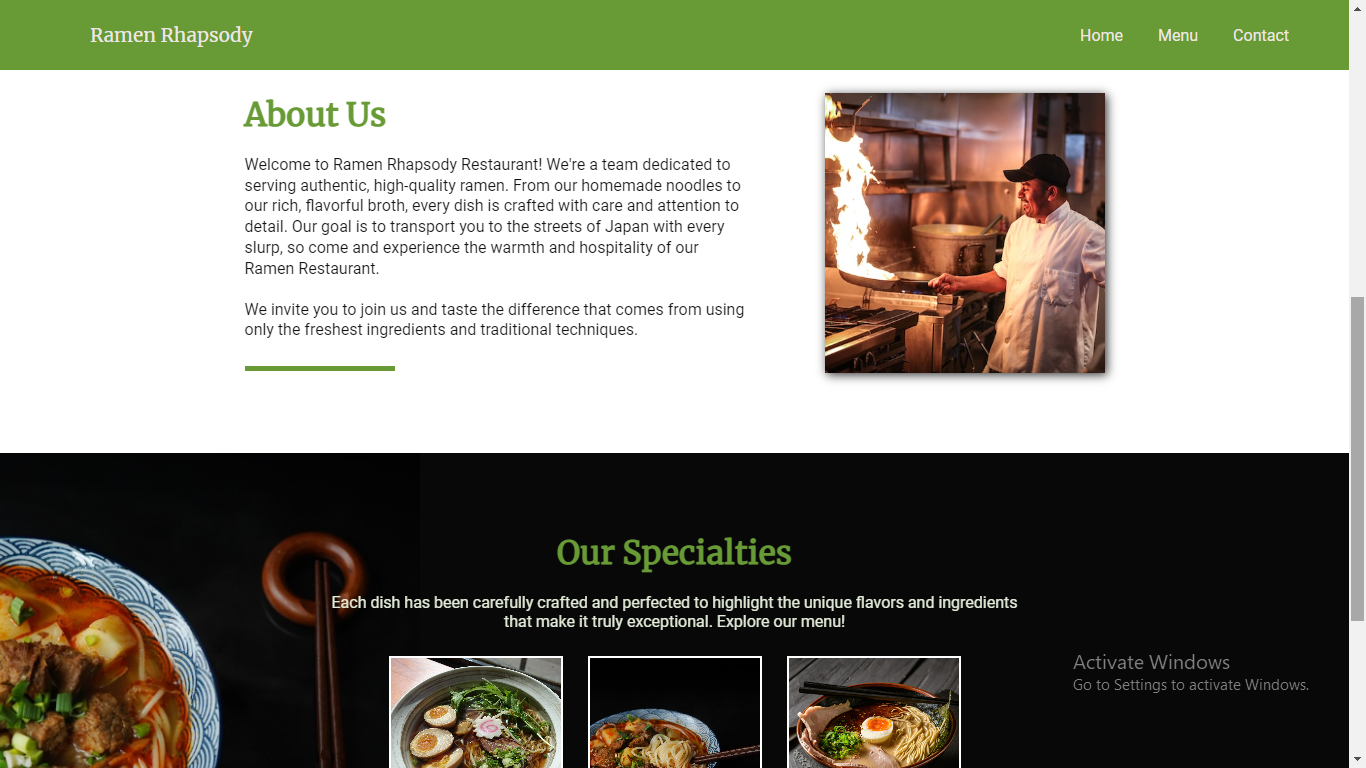 Ramen Rhapsody
Home Menu Contact
About Us
Welcome to Ramen Rhapsody Restaurant! We're a team dedicated to
serving authentic, high-quality ramen. From our homemade noodles to
our rich, flavorful broth, every dish is crafted with care and attention to
detail. Our goal is to transport you to the streets of Japan with every
slurp, so come and experience the warmth and hospitality of our
Ramen Restaurant.
We invite you to join us and taste the difference that comes from using
only the freshest ingredients and traditional techniques.
Our Specialties
Each dish has been carefully crafted and perfected to highlight the unique flavors and ingredients
that make it truly exceptional. Explore our menu!
Activate Windows
Go to Settings to activate Windows.